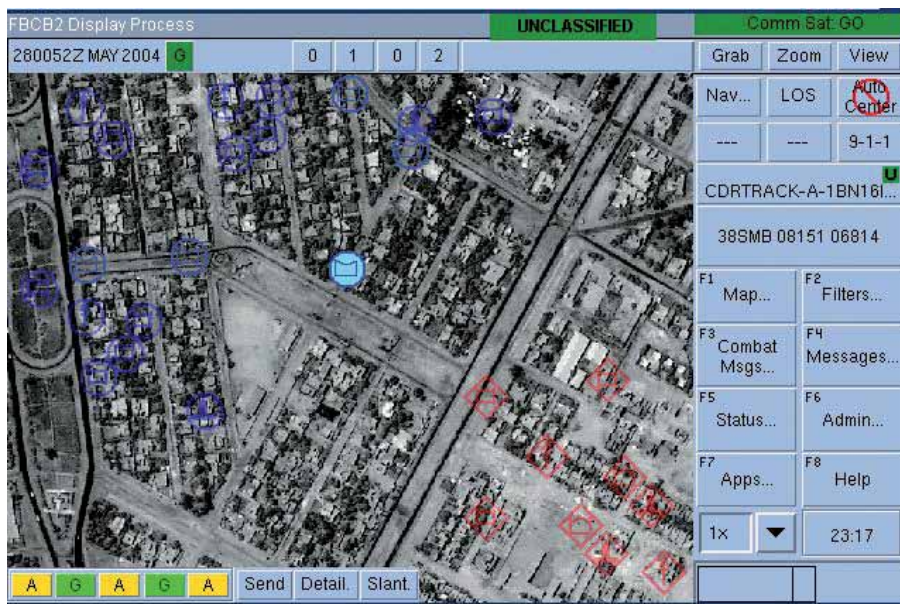 FBCB2 Display Process
UNCLASSIFIED
Comm Sat: GO
280052Z MAY 2004 G 0 1 0 2
Grab Zoom View
Nav... LOS Auto Center
--- --- 9-1-1
U
CDRTRACK-A-1BN16I...
38SMB 08151 06814
F1 Map... F2 Filters...
F3 Combat Msgs... F4 Messages...
F5 Status... F6 Admin...
F7 Apps... F8 Help
1x 23:17
A G A G A Send Detail. Slant.